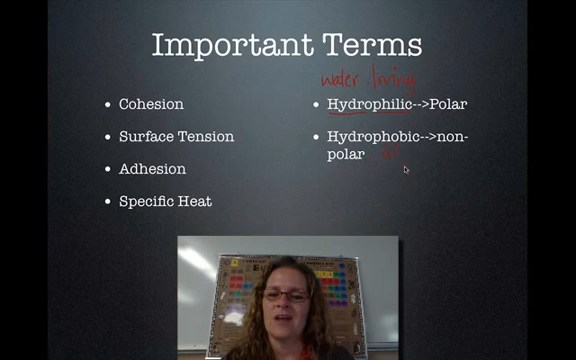 Important Terms
• Cohesion
• Surface Tension
• Adhesion
• Specific Heat
water loving
• Hydrophilic-->Polar
• Hydrophobic-->non-
polar